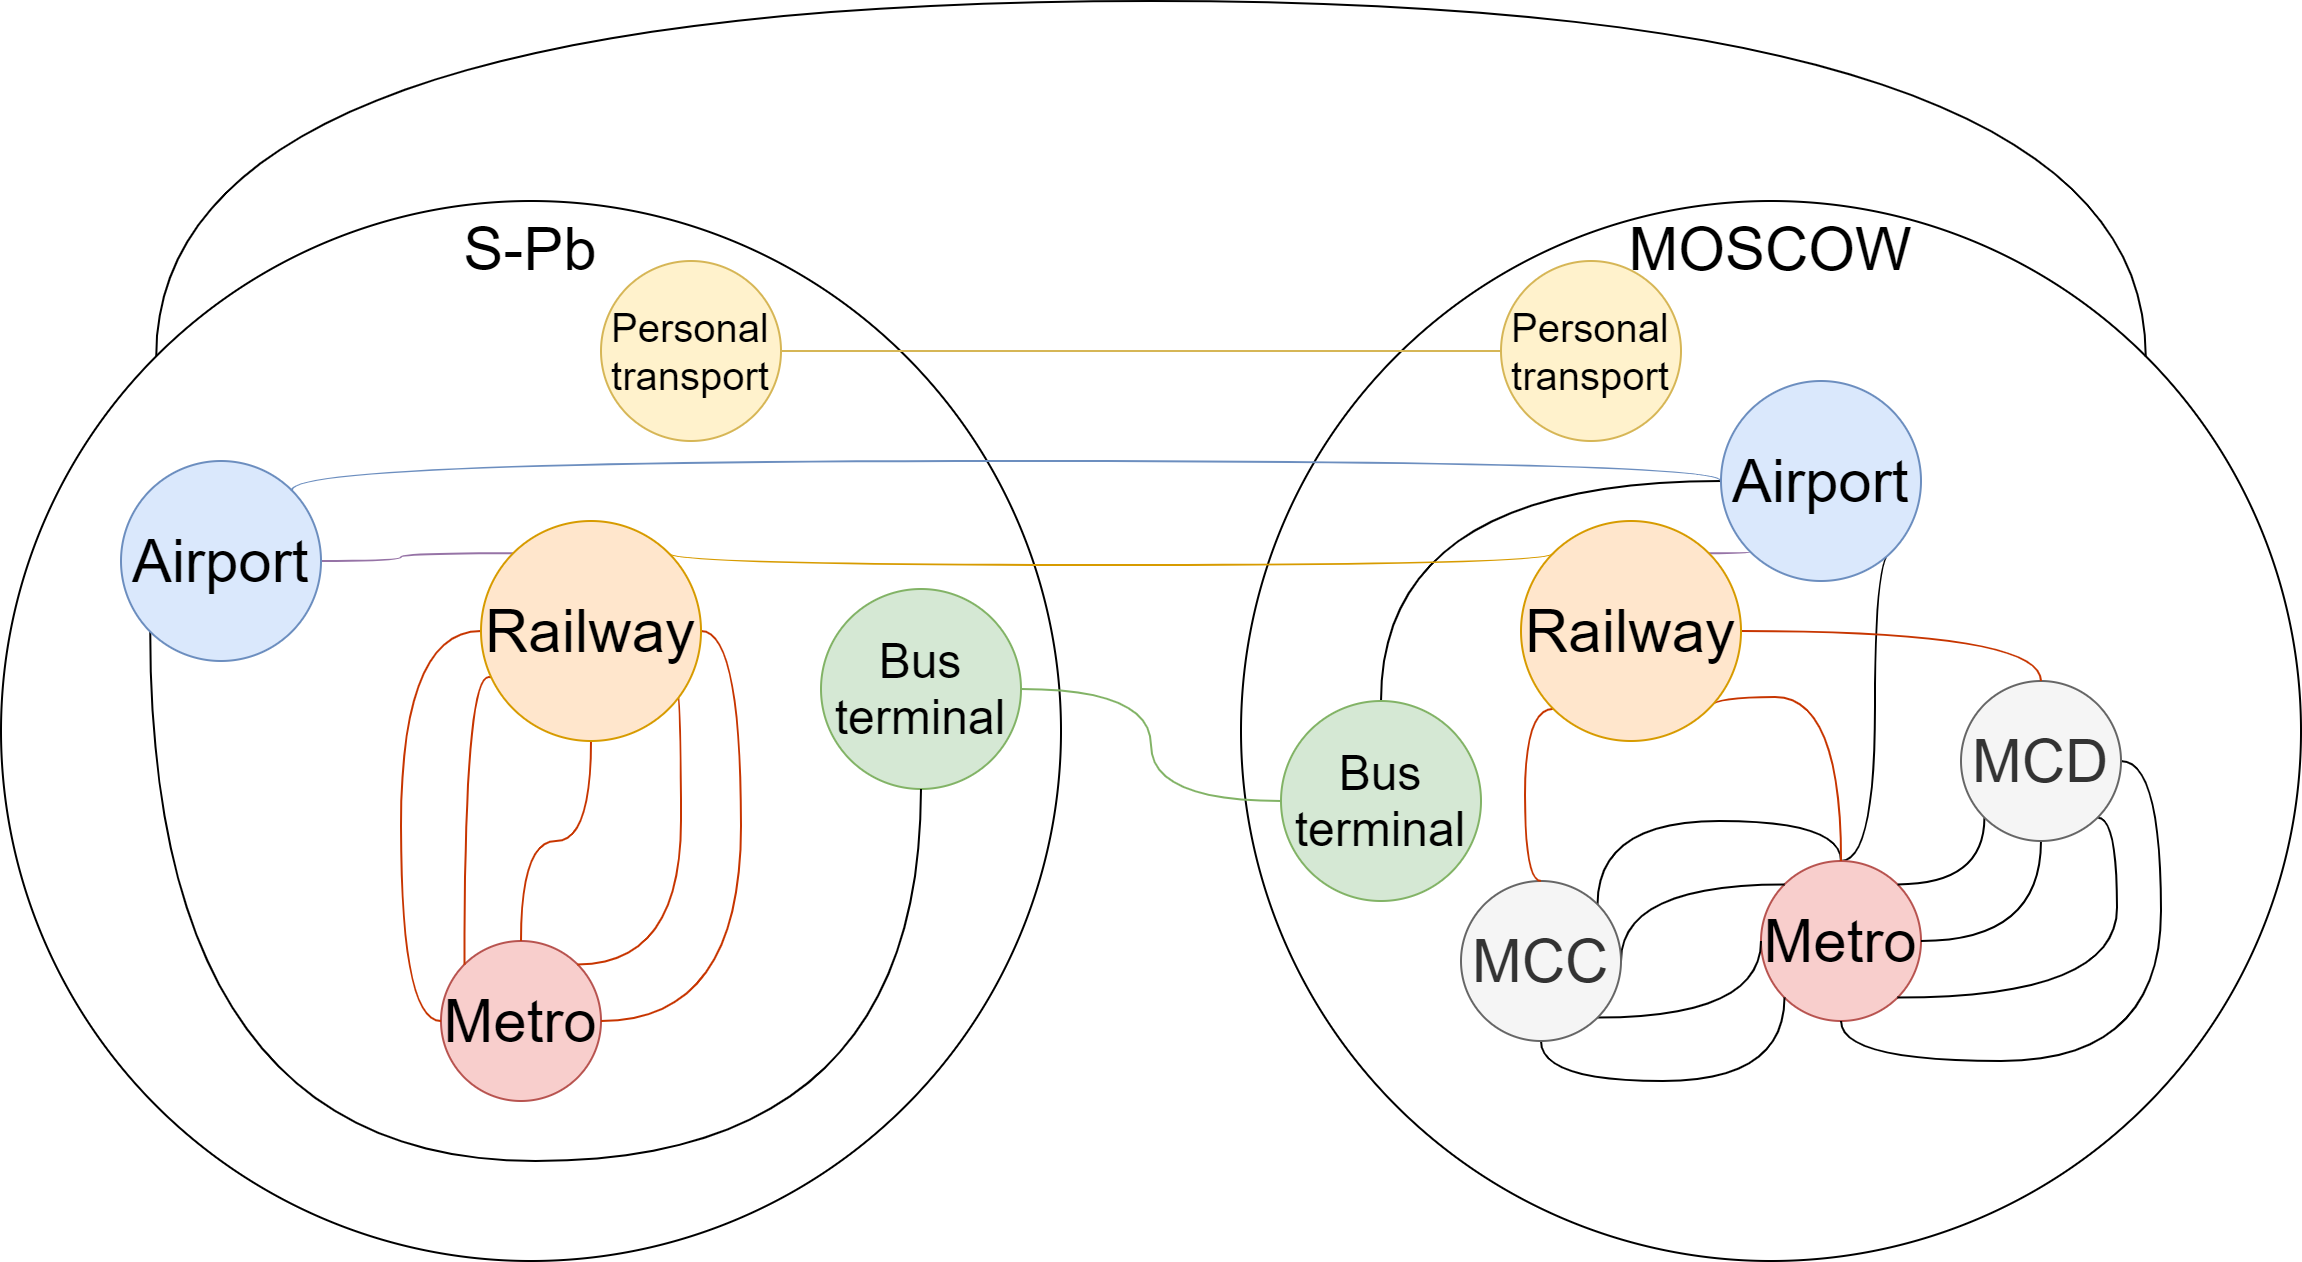 S-Pb
Personal
transport
Airport
Railway
Bus
terminal
Metro
MOSCOW
Personal
transport
Airport
Railway
Bus
terminal
MCD
MCC
Metro